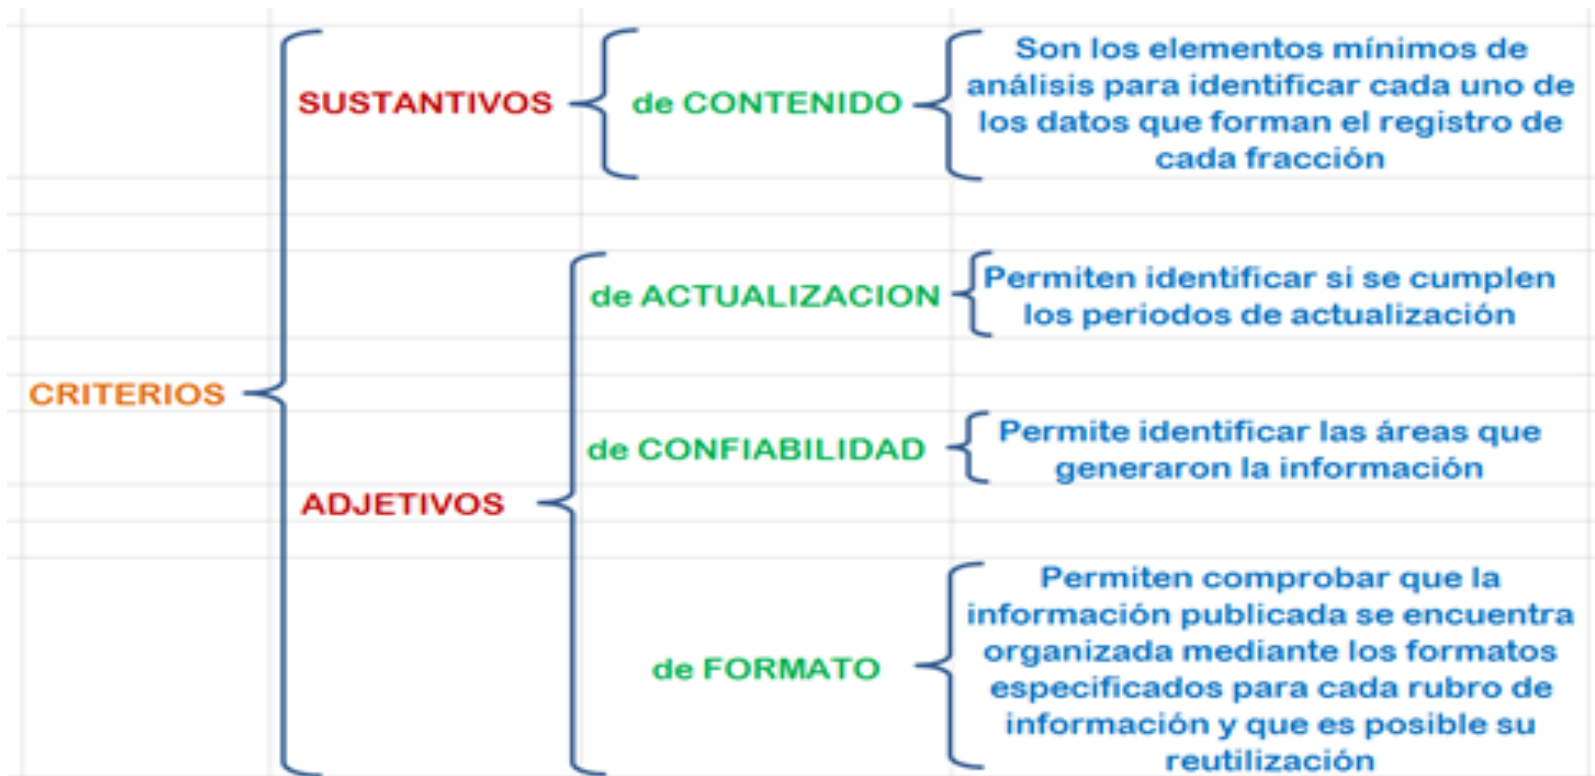 CRITERIOS
SUSTANTIVOS
de CONTENIDO
Son los elementos mínimos de
análisis para identificar cada uno de
los datos que forman el registro de
cada fracción
ADJETIVOS
de ACTUALIZACION
Permiten identificar si se cumplen
los periodos de actualización
de CONFIABILIDAD
Permite identificar las áreas que
generaron la información
de FORMATO
Permiten comprobar que la
información publicada se encuentra
organizada mediante los formatos
especificados para cada rubro de
información y que es posible su
reutilización